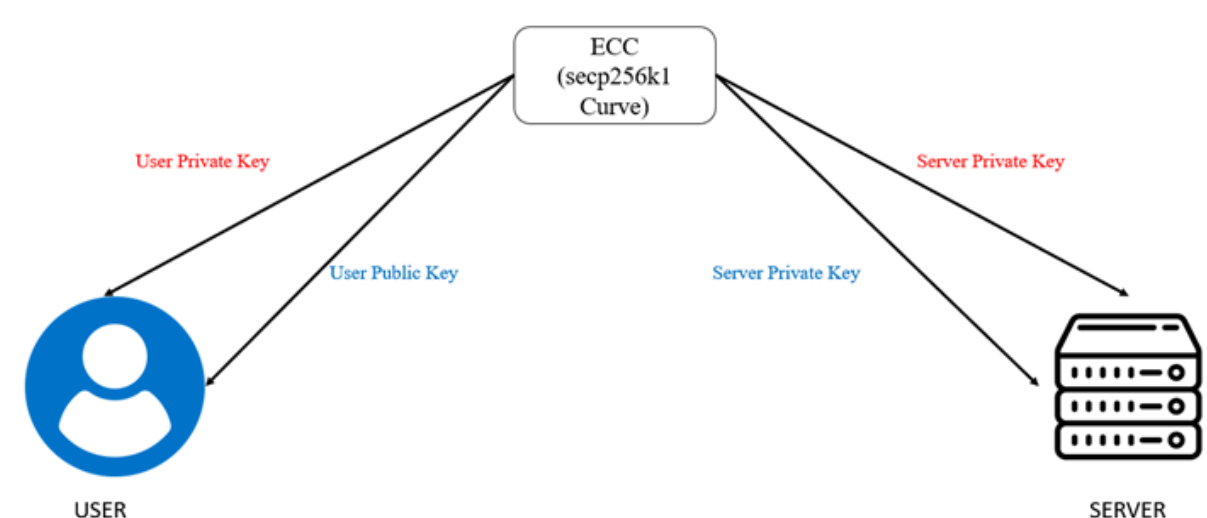 ECC
(secp256k1
Curve)
User Private Key
Server Private Key
User Public Key
Server Private Key
USER
SERVER